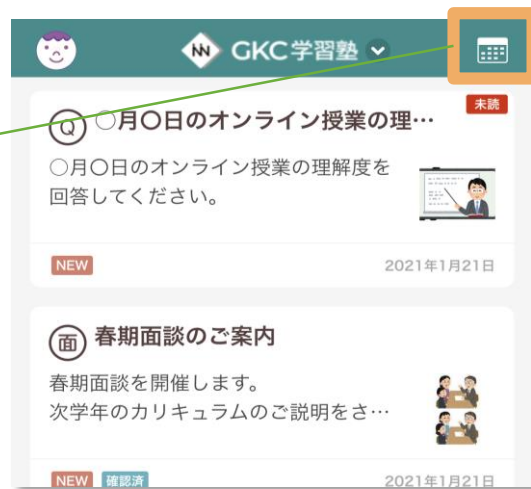 GKC学習塾
未読
Q ○月〇日のオンライン授業の理…
○月〇日のオンライン授業の理解度を
回答してください。
NEW 2021年1月21日
面 春期面談のご案内
春期面談を開催します。
次学年のカリキュラムのご説明をさ…
NEW 確認済 2021年1月21日